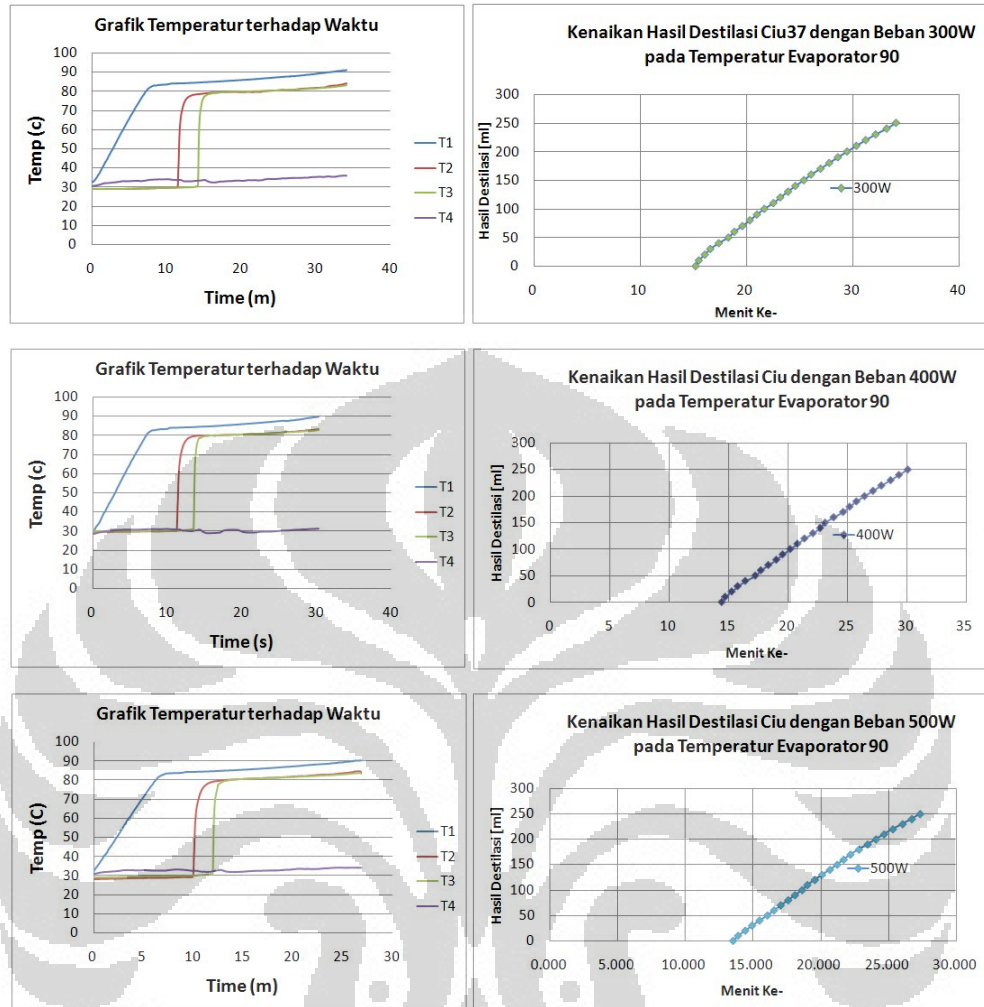 Grafik Temperatur terhadap Waktu
Temp (c)
100
90
80
70
60
50
40
30
20
10
0
0 10 20 30 40
Time (m)
T1
T2
T3
T4
Kenaikan Hasil Destilasi Ciu37 dengan Beban 300W
pada Temperatur Evaporator 90
Hasil Destilasi [ml]
300
250
200
150
100
50
0
0 10 20 30 40
Menit Ke-
300W
Grafik Temperatur terhadap Waktu
Temp (C)
100
90
80
70
60
50
40
30
20
10
0
0 10 20 30 40
Time (s)
T1
T2
T3
T4
Kenaikan Hasil Destilasi Ciu dengan Beban 400W
pada Temperatur Evaporator 90
Hasil Destilasi [ml]
300
250
200
150
100
50
0
0 5 10 15 20 25 30 35
Menit Ke-
400W
Grafik Temperatur terhadap Waktu
Temp (C)
100
90
80
70
60
50
40
30
20
10
0
0 5 10 15 20 25 30
Time (m)
T1
T2
T3
T4
Kenaikan Hasil Destilasi Ciu dengan Beban 500W
pada Temperatur Evaporator 90
Hasil Destilasi [ml]
300
250
200
150
100
50
0
0.000 5.000 10.000 15.000 20.000 25.000 30.000
Menit Ke-
500W